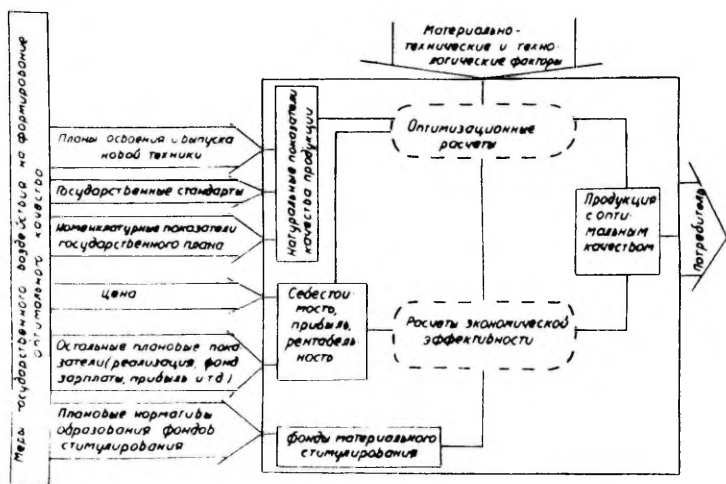 Меры государственного воздействия на формирование
оптимального качества
Планы освоения и выпуска
новой техники
Государственные стандарты
Номенклатурные показатели
государственного плана
Цена
Остальные плановые пока-
затели (реализация, фонд
зарплаты, прибыль и т д)
Плановые нормативы
образования фондов
стимулирования
Натуральные показатели
качества продукции
Себестои-
мость,
прибыль,
рентабель-
ность
Фонды материального
стимулирования
Материально-
технические и техно-
логические факторы
Оптимизационные
расчеты
Расчеты экономической
эффективности
Продукция
с опти-
мальным
качеством
Потребитель